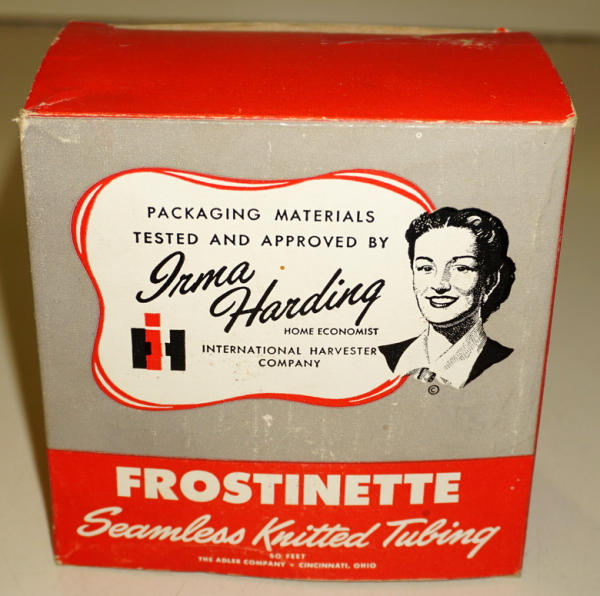 PACKAGING MATERIALS
TESTED AND APPROVED BY
Irma
Harding
HOME ECONOMIST
IH
INTERNATIONAL HARVESTER
COMPANY
©
FROSTINETTE
Seamless Knitted Tubing
50 FEET
THE ADLER COMPANY • CINCINNATI, OHIO